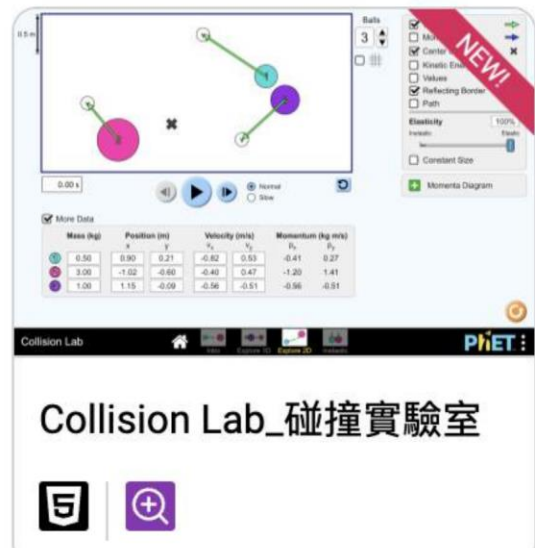 0.5 m
Balls
3
NEW!
Center
Kinetic Ene
Values
Reflecting Border
Path
Elasticity 100%
Inelastic Elastic
Constant Size
0.00 s
Normal
Slow
Momenta Diagram
More Data
Mass (kg) Position (m) Velocity (m/s) Momentum (kg m/s)
x y Vx Vy Px Py
1 0.50 0.90 0.21 -0.82 0.53 -0.41 0.27
2 3.00 -1.02 -0.60 -0.40 0.47 -1.20 1.41
3 1.00 1.15 -0.09 -0.56 -0.51 -0.56 -0.51
Collision Lab
Intro Explore 1D Explore 2D Inelastic
PhET
Collision Lab_碰撞實驗室
5